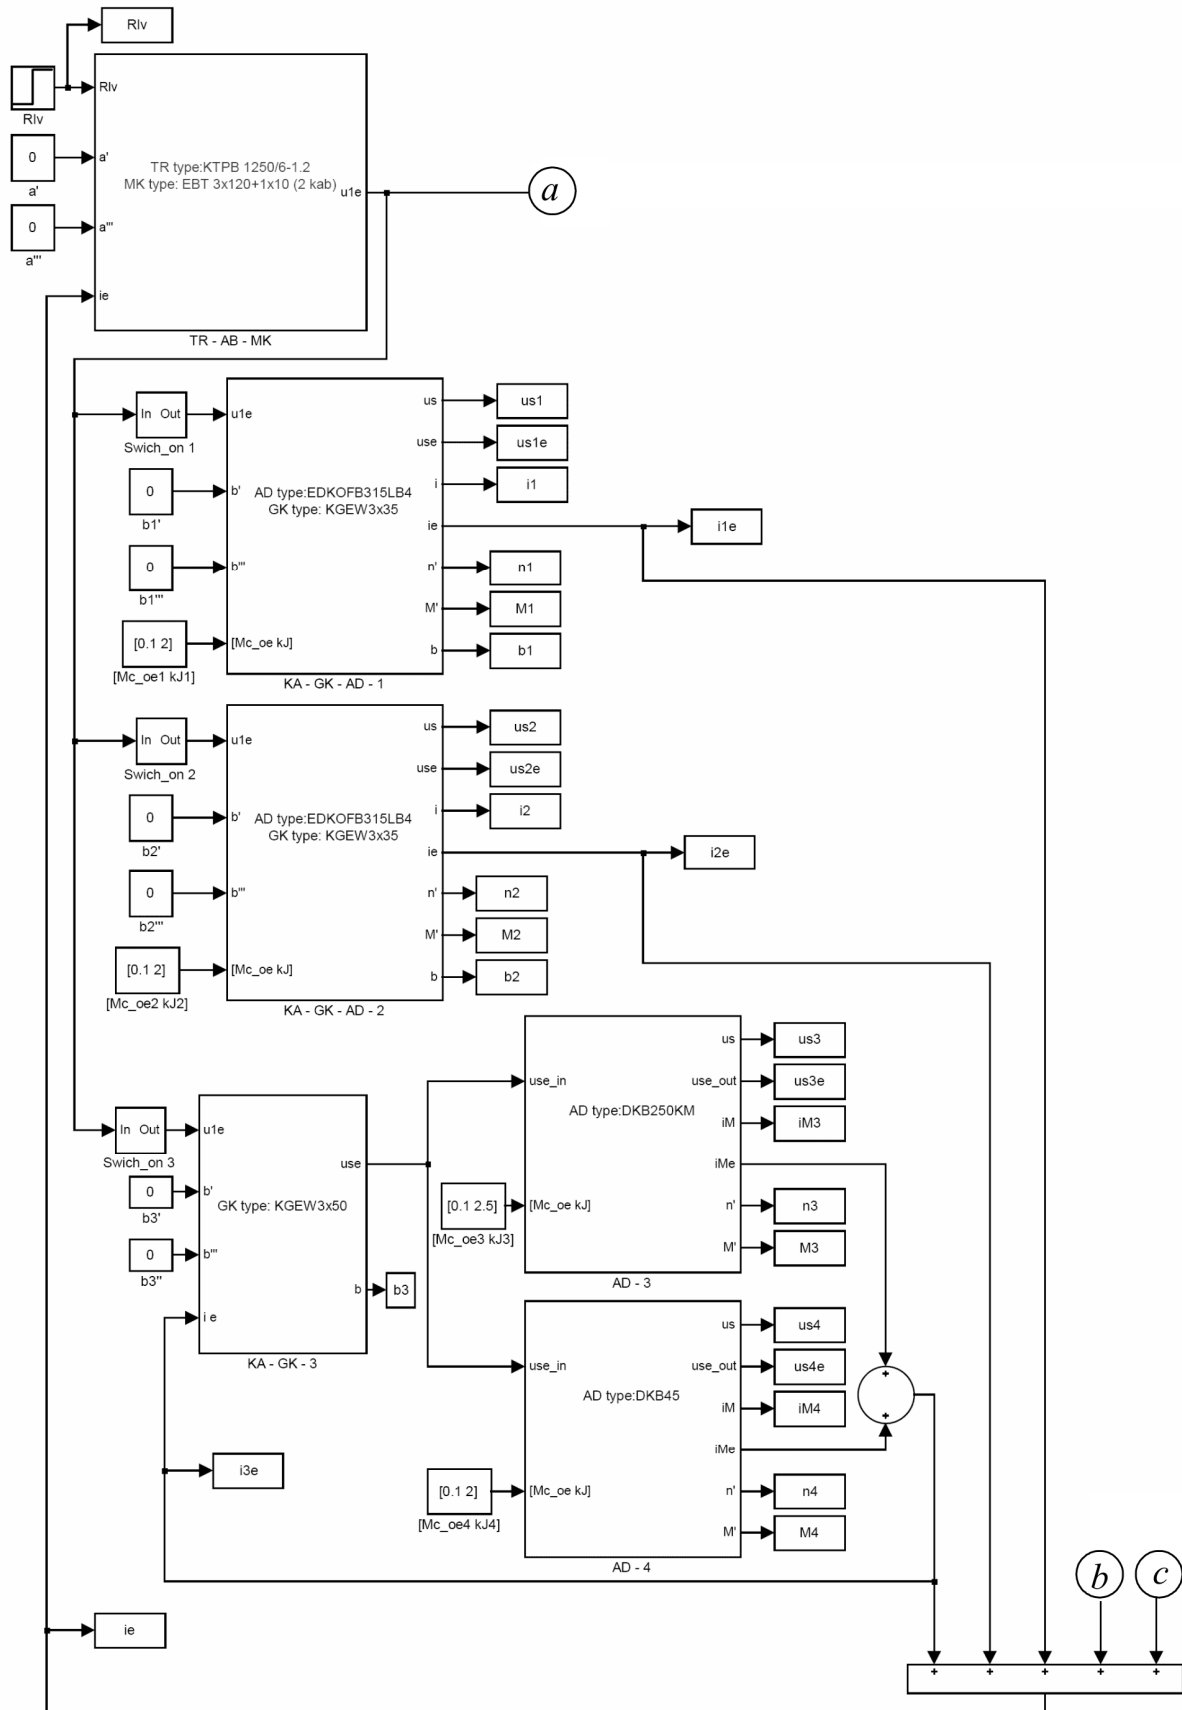 RIv
RIv
RIv
0
a'
a'
TR type:KTPB 1250/6-1.2
MK type: EBT 3x120+1x10 (2 kab)
u1e
a
0
a'''
a'''
ie
TR - AB - MK
In Out
Swich_on 1
u1e
us
us1
use
us1e
0
b1'
b'
AD type:EDKOFB315LB4
GK type: KGEW3x35
i
i1
ie
i1e
0
b1'''
b'''
n'
n1
M'
M1
[0.1 2]
[Mc_oe1 kJ1]
[Mc_oe kJ]
b
b1
KA - GK - AD - 1
In Out
Swich_on 2
u1e
us
us2
use
us2e
0
b2'
b'
AD type:EDKOFB315LB4
GK type: KGEW3x35
i
i2
ie
i2e
0
b2'''
b'''
n'
n2
M'
M2
[0.1 2]
[Mc_oe2 kJ2]
[Mc_oe kJ]
b
b2
KA - GK - AD - 2
us
us3
use_in
use_out
us3e
AD type:DKB250KM
iM
iM3
iMe
[0.1 2.5]
[Mc_oe3 kJ3]
[Mc_oe kJ]
n'
n3
M'
M3
AD - 3
In Out
Swich_on 3
u1e
use
0
b3'
b'
GK type: KGEW3x50
0
b3''
b'''
b
b3
i e
KA - GK - 3
us
us4
use_in
use_out
us4e
AD type:DKB45
iM
iM4
iMe
+
+
i3e
[0.1 2]
[Mc_oe4 kJ4]
[Mc_oe kJ]
n'
n4
M'
M4
AD - 4
b
c
ie
+ + + + +